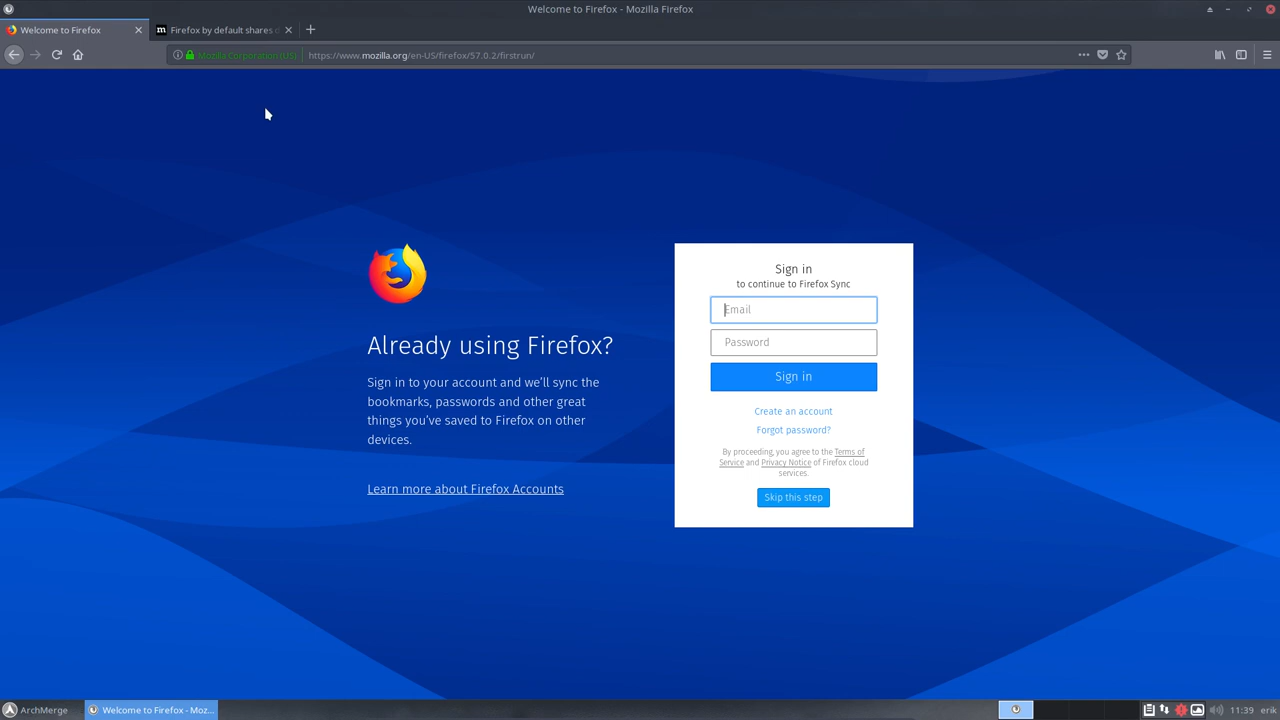 Welcome to Firefox - Mozilla Firefox
Welcome to Firefox
m Firefox by default shares
Mozilla Corporation (US)
https://www.mozilla.org/en-US/firefox/57.0.2/firstrun/
Already using Firefox?
Sign in to your account and we’ll sync the
bookmarks, passwords and other great
things you’ve saved to Firefox on other
devices.
Learn more about Firefox Accounts
Sign in
to continue to Firefox Sync
Email
Password
Sign in
Create an account
Forgot password?
By proceeding, you agree to the Terms of
Service and Privacy Notice of Firefox cloud
services.
Skip this step
ArchMerge
Welcome to Firefox - Moz...
11:39 erik